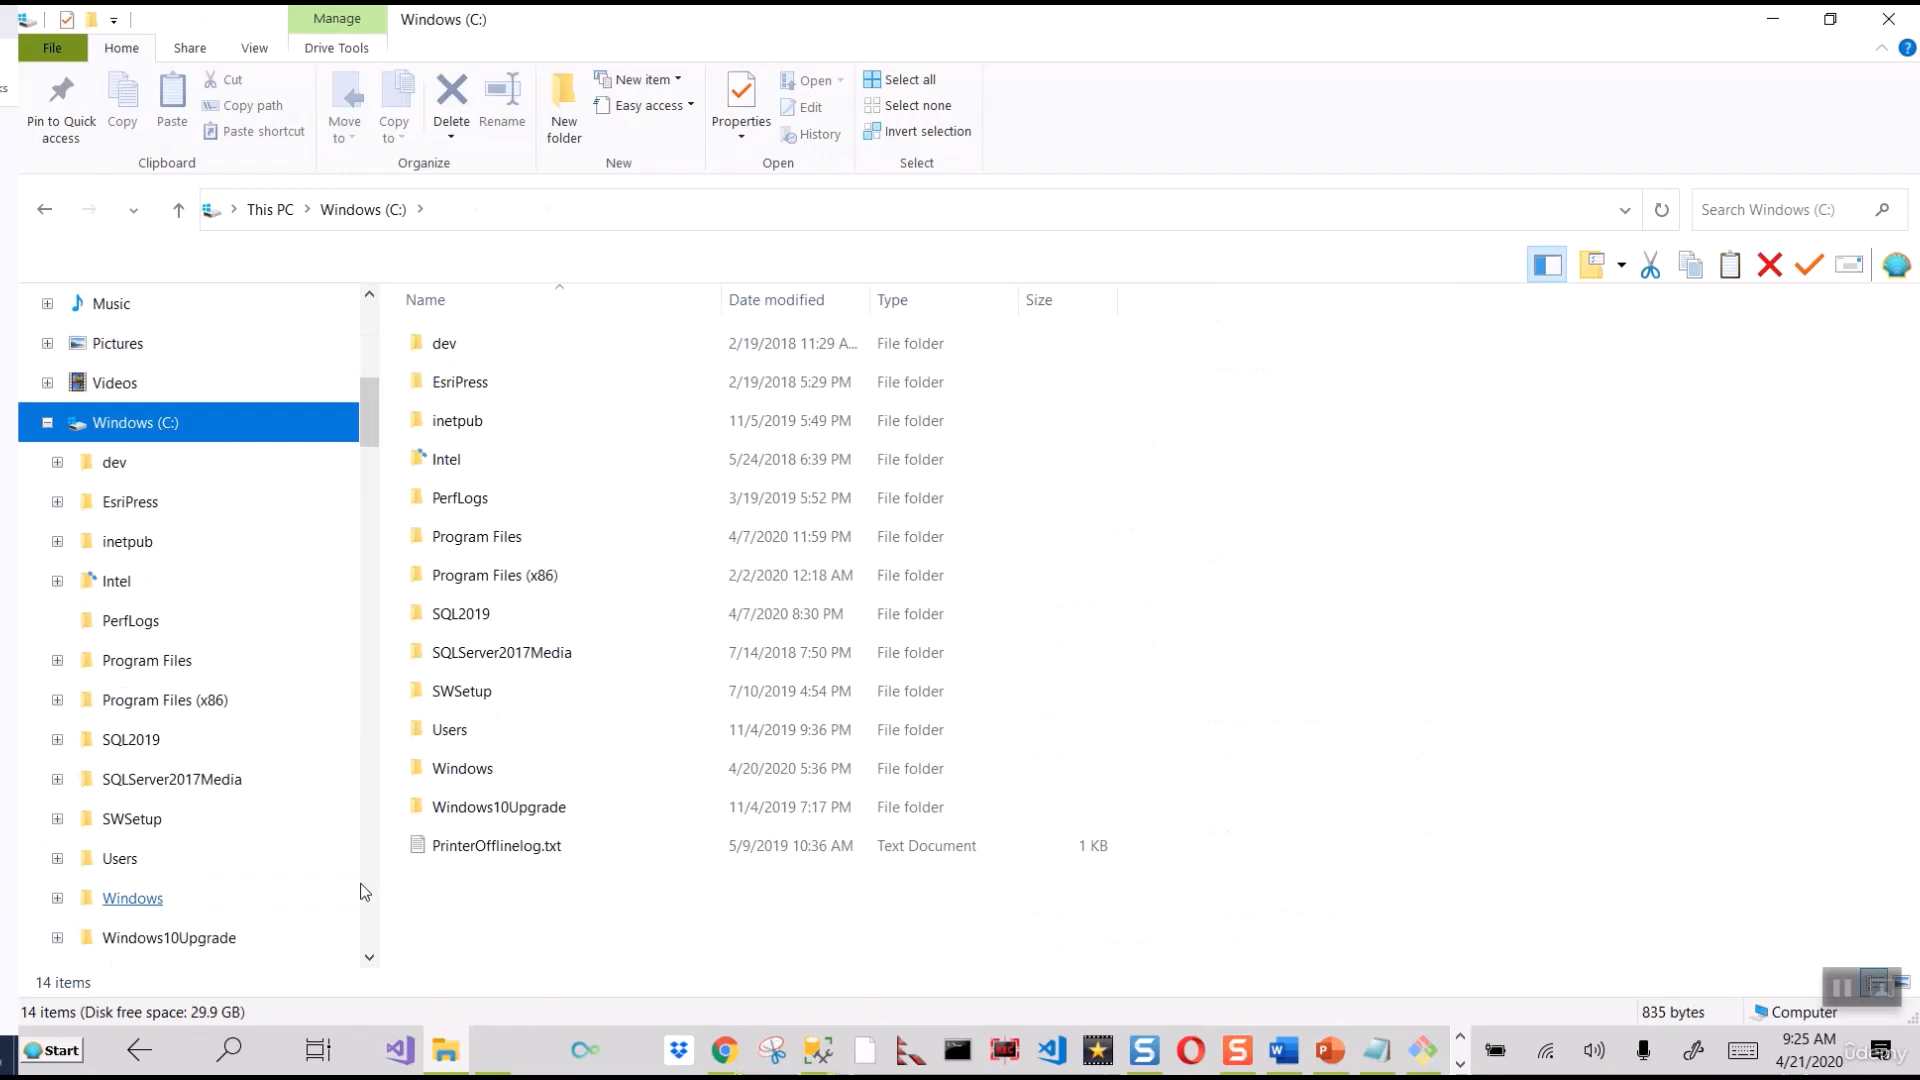 Manage
Windows (C:)
File
Home
Share
View
Drive Tools
Pin to Quick access
Copy
Paste
Cut
Copy path
Paste shortcut
Clipboard
Move to
Copy to
Delete
Rename
Organize
New folder
New item
Easy access
New
Properties
Open
Edit
History
Open
Select all
Select none
Invert selection
Select
This PC
Windows (C:)
Search Windows (C:)
Music
Pictures
Videos
Windows (C:)
dev
EsriPress
inetpub
Intel
PerfLogs
Program Files
Program Files (x86)
SQL2019
SQLServer2017Media
SWSetup
Users
Windows
Windows10Upgrade
Name Date modified Type Size
dev 2/19/2018 11:29 A... File folder
EsriPress 2/19/2018 5:29 PM File folder
inetpub 11/5/2019 5:49 PM File folder
Intel 5/24/2018 6:39 PM File folder
PerfLogs 3/19/2019 5:52 PM File folder
Program Files 4/7/2020 11:59 PM File folder
Program Files (x86) 2/2/2020 12:18 AM File folder
SQL2019 4/7/2020 8:30 PM File folder
SQLServer2017Media 7/14/2018 7:50 PM File folder
SWSetup 7/10/2019 4:54 PM File folder
Users 11/4/2019 9:36 PM File folder
Windows 4/20/2020 5:36 PM File folder
Windows10Upgrade 11/4/2019 7:17 PM File folder
PrinterOfflinelog.txt 5/9/2019 10:36 AM Text Document 1 KB
14 items
14 items (Disk free space: 29.9 GB)
835 bytes
Computer
Start
9:25 AM
4/21/2020
Udemy